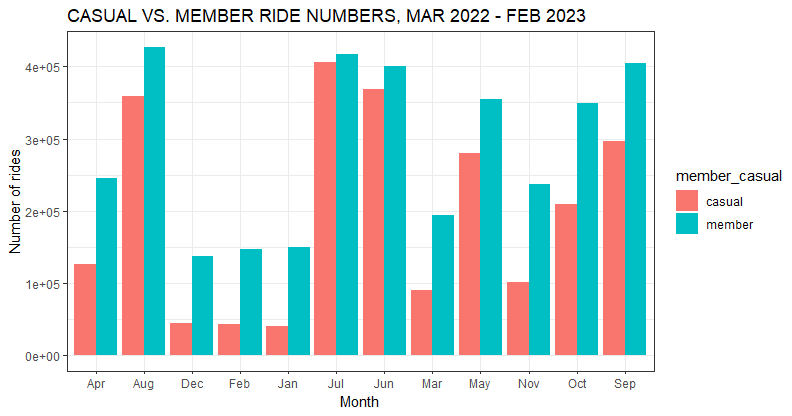 CASUAL VS. MEMBER RIDE NUMBERS, MAR 2022 - FEB 2023
Number of rides
4e+05
3e+05
2e+05
1e+05
0e+00
Apr Aug Dec Feb Jan Jul Jun Mar May Nov Oct Sep
Month
member_casual
casual
member